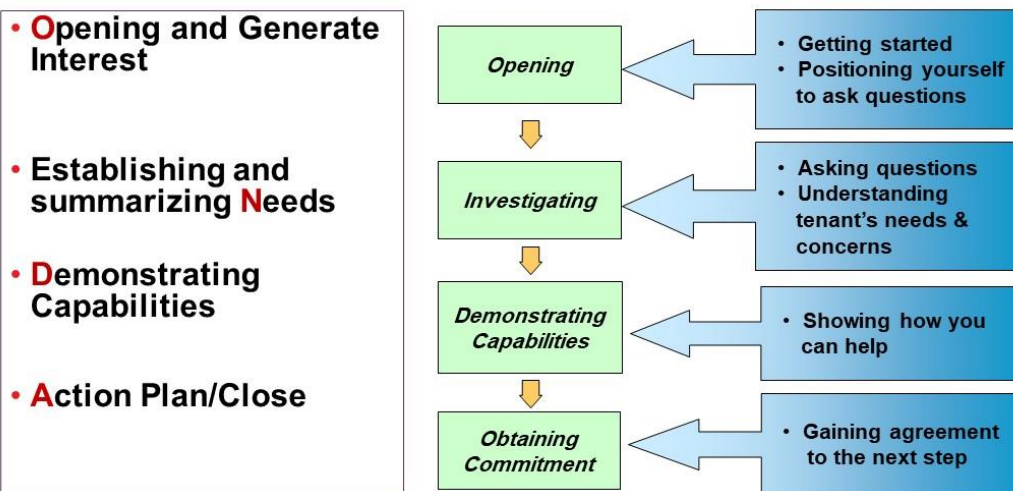 • Opening and Generate
Interest
• Establishing and
summarizing Needs
• Demonstrating
Capabilities
• Action Plan/Close
Opening
Investigating
Demonstrating
Capabilities
Obtaining
Commitment
• Getting started
• Positioning yourself
to ask questions
• Asking questions
• Understanding
tenant's needs &
concerns
• Showing how you
can help
• Gaining agreement
to the next step